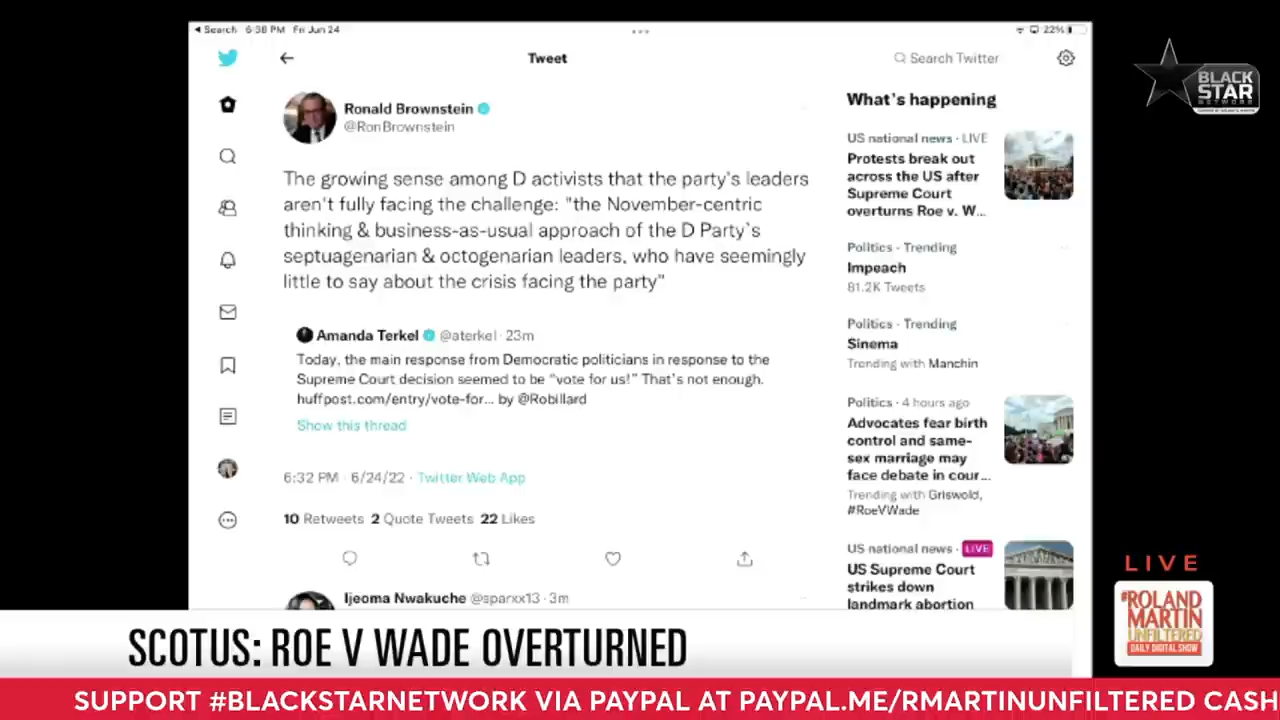 Search 6:38 PM Fri Jun 24
22%
Tweet
Search Twitter
Ronald Brownstein
@RonBrownstein
The growing sense among D activists that the party's leaders
aren't fully facing the challenge: "the November-centric
thinking & business-as-usual approach of the D Party's
septuagenarian & octogenarian leaders, who have seemingly
little to say about the crisis facing the party"
Amanda Terkel @aterkel · 23m
Today, the main response from Democratic politicians in response to the
Supreme Court decision seemed to be "vote for us!" That's not enough.
huffpost.com/entry/vote-for... by @Robillard
Show this thread
6:32 PM · 6/24/22 · Twitter Web App
10 Retweets 2 Quote Tweets 22 Likes
Ijeoma Nwakuche @sparxx13 · 3m
What's happening
US national news · LIVE
Protests break out
across the US after
Supreme Court
overturns Roe v. W...
Politics · Trending
Impeach
81.2K Tweets
Politics · Trending
Sinema
Trending with Manchin
Politics · 4 hours ago
Advocates fear birth
control and same-
sex marriage may
face debate in cour...
Trending with Griswold,
#RoeVWade
US national news · LIVE
US Supreme Court
strikes down
landmark abortion
BLACK
STAR
NETWORK
LIVE
#ROLAND
MARTIN
UNFILTERED
DAILY DIGITAL SHOW
SCOTUS: ROE V WADE OVERTURNED
SUPPORT #BLACKSTARNETWORK VIA PAYPAL AT PAYPAL.ME/RMARTINUNFILTERED CASH